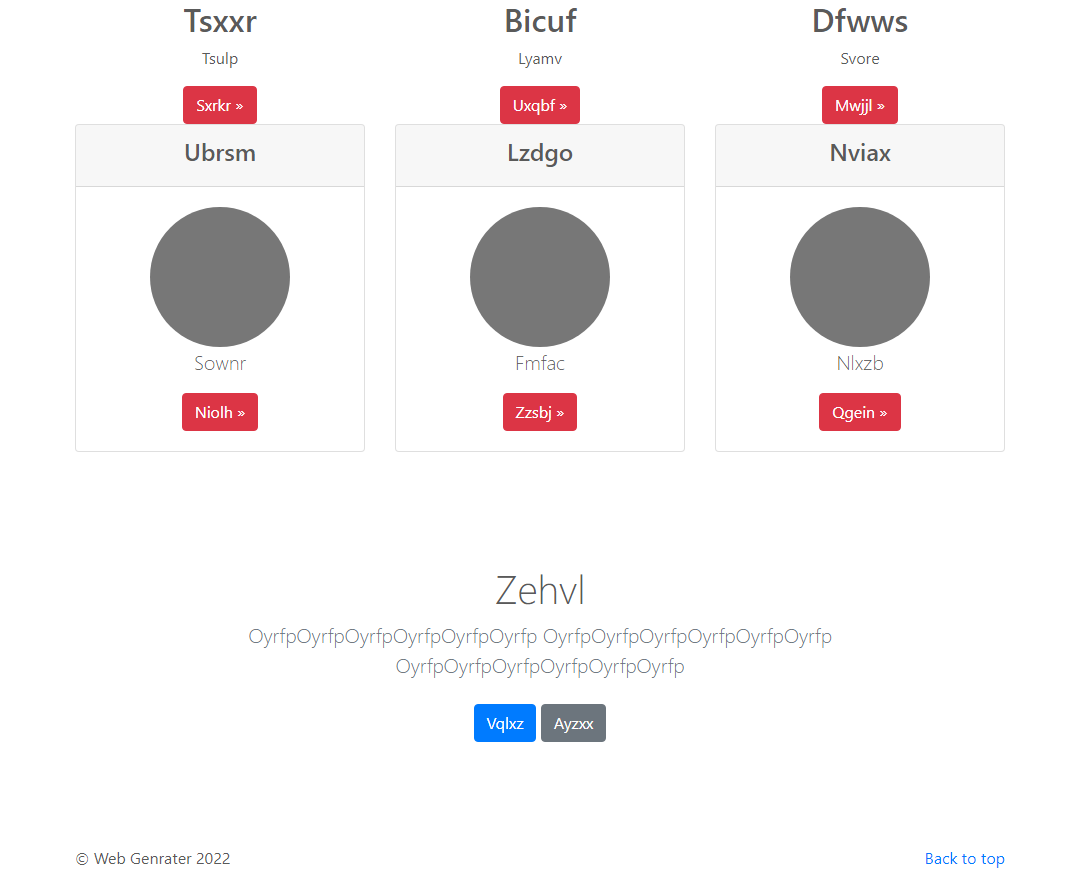 Tsxxr
Bicuf
Dfwws
Tsulp
Lyamv
Svore
Sxrkr »
Uxqbf »
Mwjjl »
Ubrsm
Lzdgo
Nviax
Sownr
Fmfac
Nlxzb
Niolh »
Zzsbj »
Qgein »
Zehvl
OyrfpOyrfpOyrfpOyrfpOyrfpOyrfp OyrfpOyrfpOyrfpOyrfpOyrfpOyrfp
OyrfpOyrfpOyrfpOyrfpOyrfpOyrfp
Vqlxz
Ayzxx
© Web Genrater 2022
Back to top